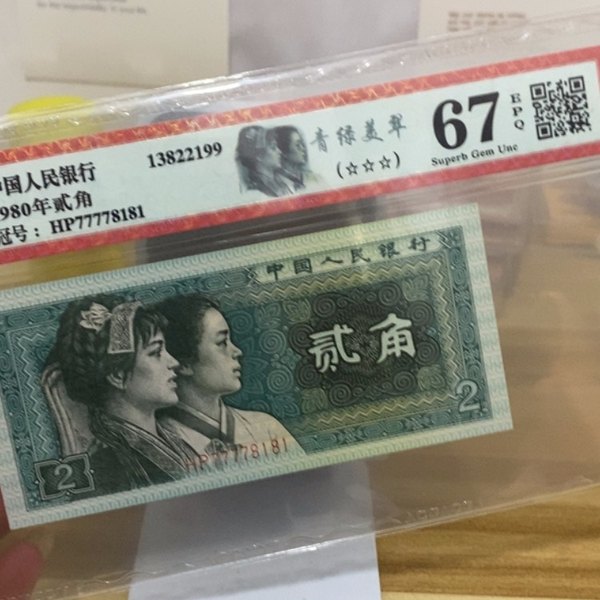 中国人民银行
1980年贰角
冠号：HP77778181
13822199
青绿美翠
(☆☆☆)
67
EPQ
Superb Gem Unc
中国人民银行
贰角
2
2
HP77778181